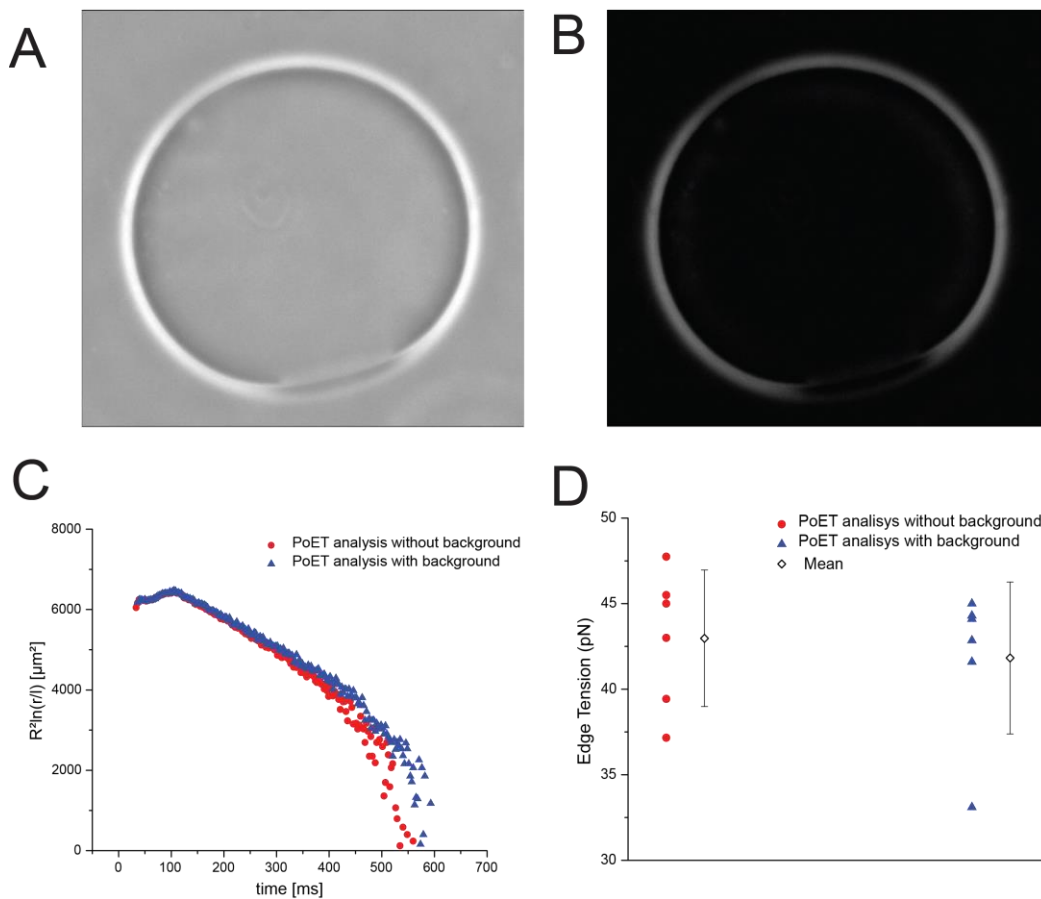 A
B
C
8000
6000
4000
2000
0
R²ln(r/l) [µm²]
PoET analysis without background
PoET analysis with background
0 100 200 300 400 500 600 700
time [ms]
D
50
45
40
35
30
Edge Tension (pN)
PoET analisys without background
PoET analisys with background
Mean